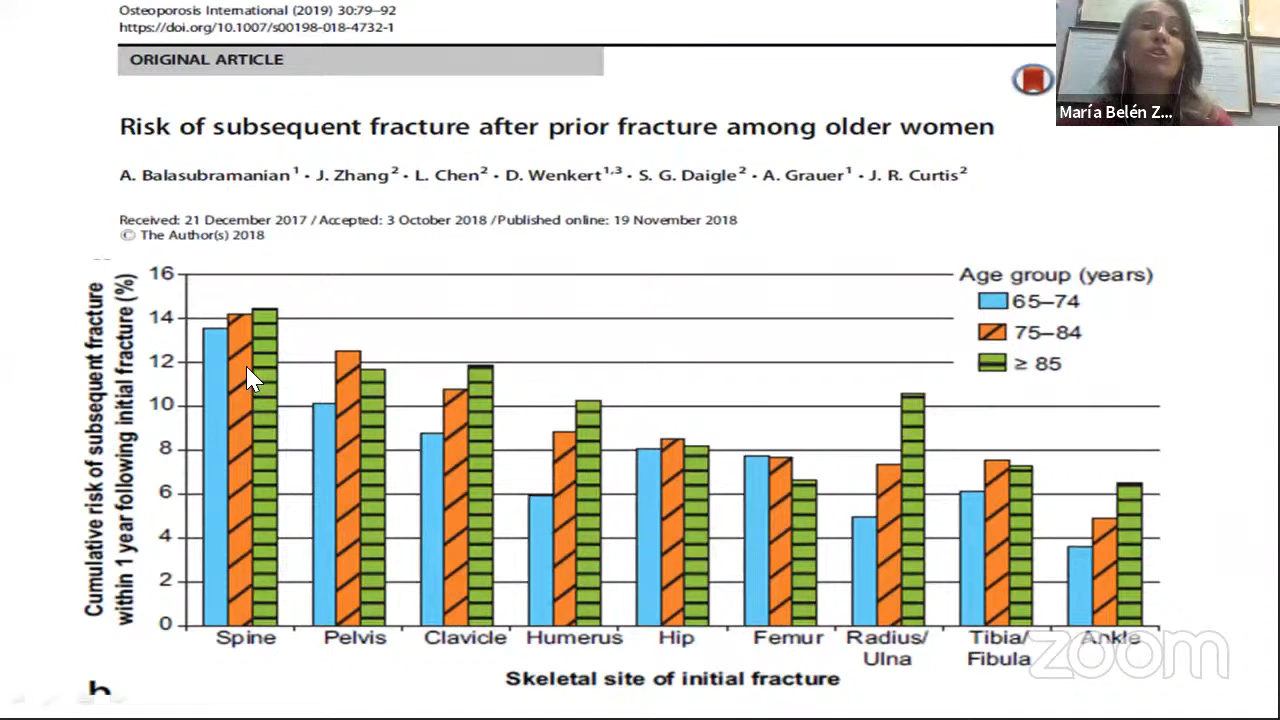 Osteoporosis International (2019) 30:79–92
https://doi.org/10.1007/s00198-018-4732-1
ORIGINAL ARTICLE
María Belén Z...
Risk of subsequent fracture after prior fracture among older women
A. Balasubramanian 1 · J. Zhang 2 · L. Chen 2 · D. Wenkert 1,3 · S. G. Daigle 2 · A. Grauer 1 · J. R. Curtis 2
Received: 21 December 2017 / Accepted: 3 October 2018 / Published online: 19 November 2018
© The Author(s) 2018
Cumulative risk of subsequent fracture
within 1 year following initial fracture (%)
16
14
12
10
8
6
4
2
0
Age group (years)
65–74
75–84
≥ 85
Spine Pelvis Clavicle Humerus Hip Femur Radius/ Tibia/ Ankle
Ulna Fibula
Skeletal site of initial fracture
zoom